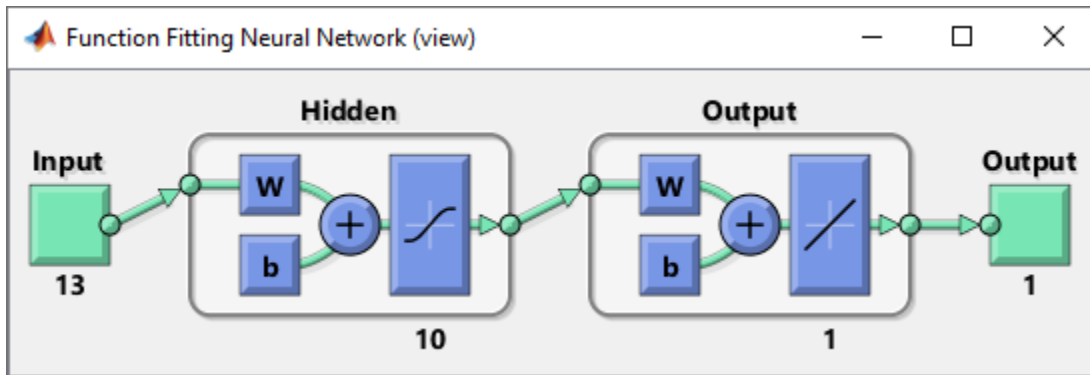 Function Fitting Neural Network (view)
Hidden
Output
Input
Output
W
W
b
b
13
1
10
1